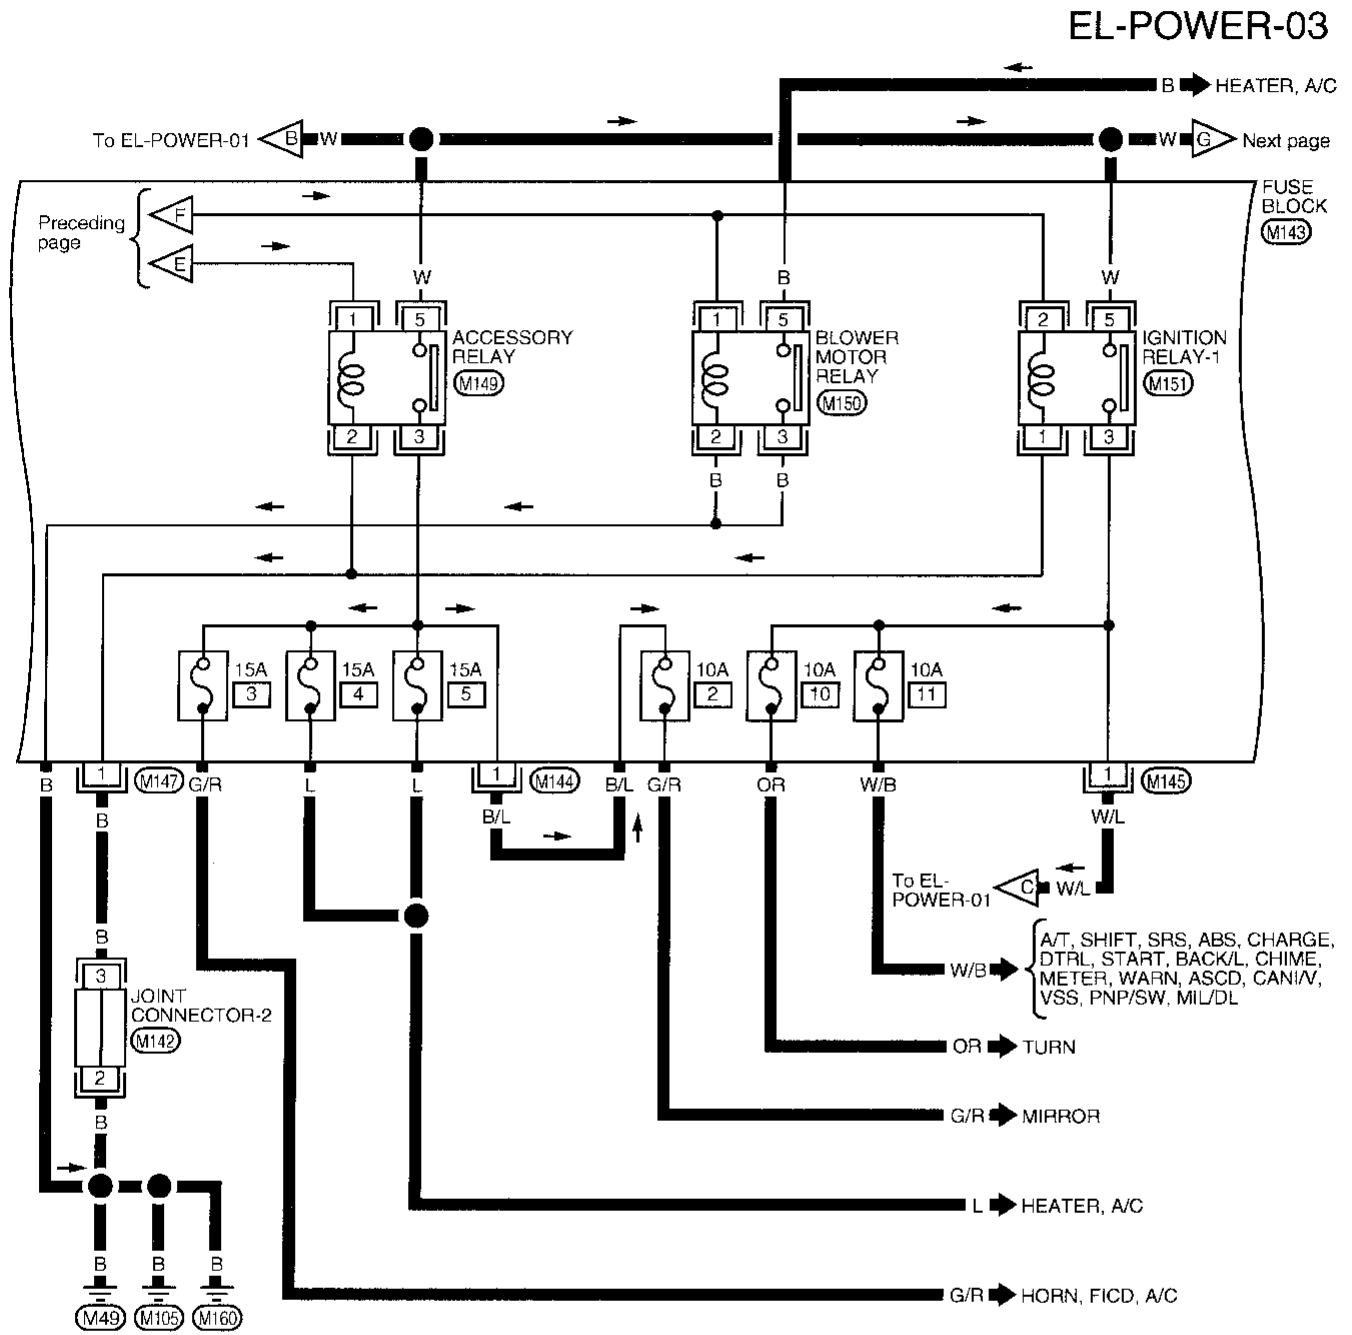 EL-POWER-03
B HEATER, A/C
To EL-POWER-01 B W W G Next page
FUSE
BLOCK
M143
Preceding
page
F
E
W B W
1 5 1 5 2 5
ACCESSORY
RELAY
M149
BLOWER
MOTOR
RELAY
M150
IGNITION
RELAY-1
M151
2 3 2 3 1 3
B B
15A 15A 15A 10A 10A 10A
3 4 5 2 10 11
B 1 M147 G/R L L 1 M144 B/L G/R OR W/B 1 M145
B B/L W/L
To EL-
POWER-01
C W/L
B
W/B
A/T, SHIFT, SRS, ABS, CHARGE,
DTRL, START, BACK/L, CHIME,
METER, WARN, ASCD, CANI/V,
VSS, PNP/SW, MIL/DL
3
JOINT
CONNECTOR-2
M142
2
OR TURN
B
G/R MIRROR
L HEATER, A/C
B B B
G/R HORN, FICD, A/C
M49 M105 M160